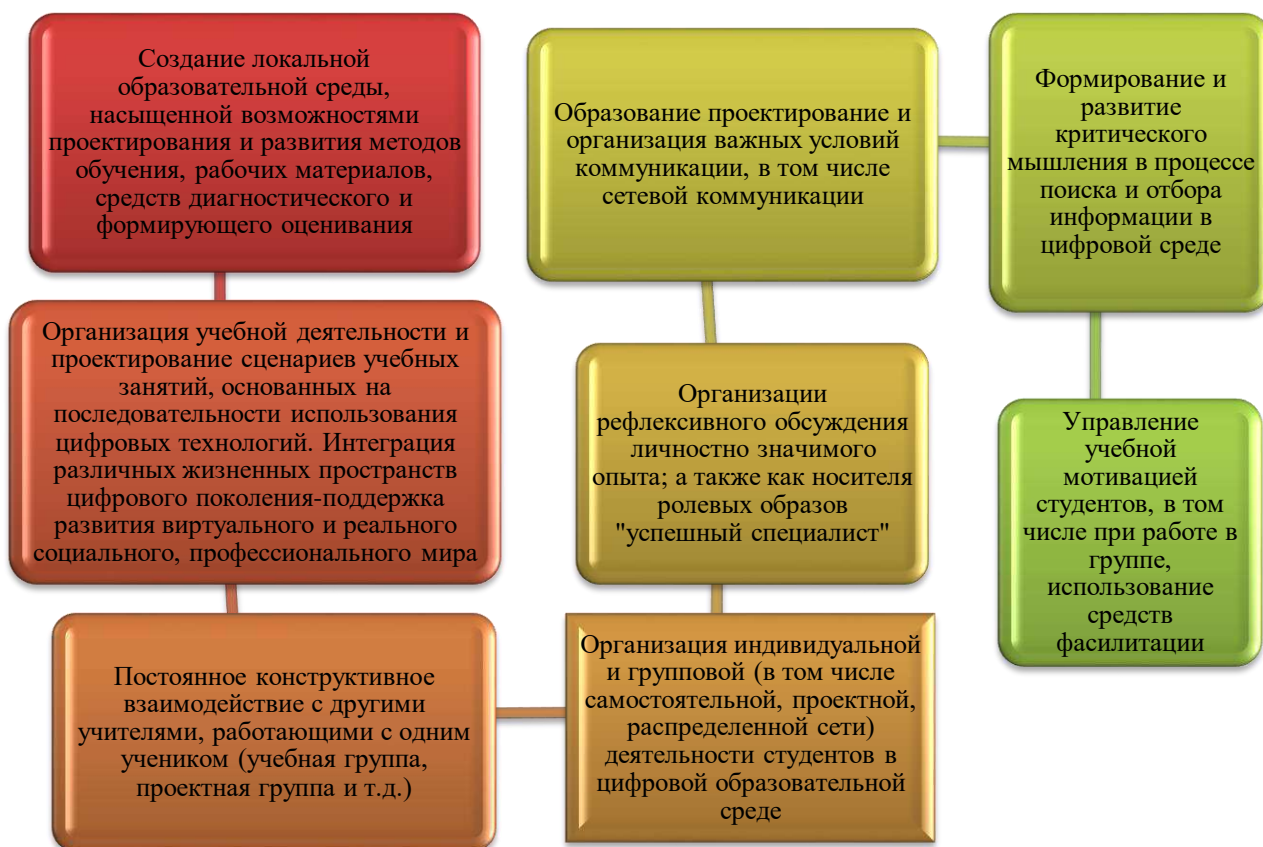 Создание локальной
образовательной среды,
насыщенной возможностями
проектирования и развития методов
обучения, рабочих материалов,
средств диагностического и
формирующего оценивания
Организация учебной деятельности и
проектирование сценариев учебных
занятий, основанных на
последовательности использования
цифровых технологий. Интеграция
различных жизненных пространств
цифрового поколения-поддержка
развития виртуального и реального
социального, профессионального мира
Постоянное конструктивное
взаимодействие с другими
учителями, работающими с одним
учеником (учебная группа,
проектная группа и т.д.)
Организация индивидуальной
и групповой (в том числе
самостоятельной, проектной,
распределенной сети)
деятельности студентов в
цифровой образовательной
среде
Организации
рефлексивного обсуждения
личностно значимого
опыта; а также как носителя
ролевых образов
"успешный специалист"
Образование проектирование и
организация важных условий
коммуникации, в том числе
сетевой коммуникации
Формирование и
развитие
критического
мышления в процессе
поиска и отбора
информации в
цифровой среде
Управление
учебной
мотивацией
студентов, в том
числе при работе в
группе,
использование
средств
фасилитации